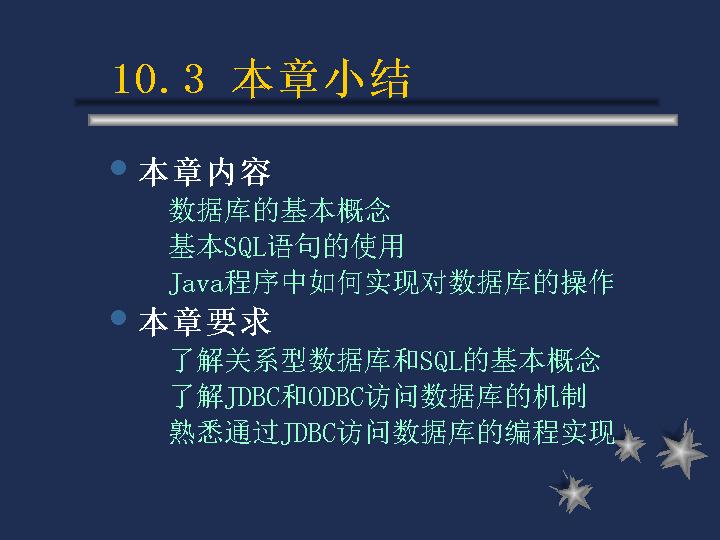 10.3 本章小结
本章内容
数据库的基本概念
基本SQL语句的使用
Java程序中如何实现对数据库的操作
本章要求
了解关系型数据库和SQL的基本概念
了解JDBC和ODBC访问数据库的机制
熟悉通过JDBC访问数据库的编程实现